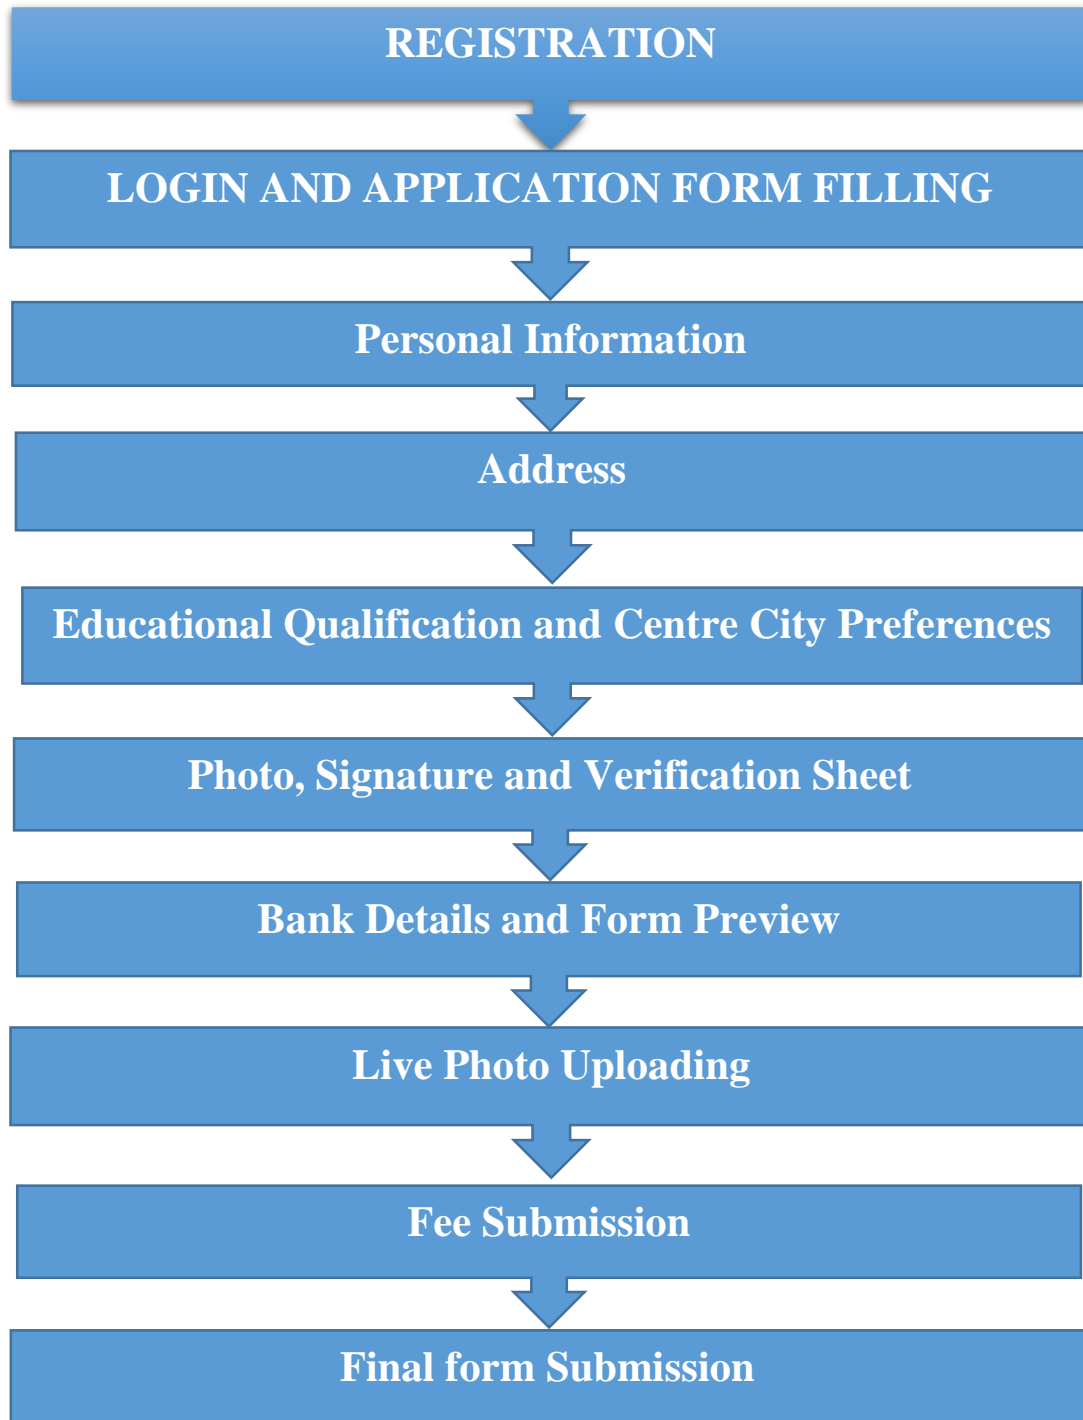 REGISTRATION
LOGIN AND APPLICATION FORM FILLING
Personal Information
Address
Educational Qualification and Centre City Preferences
Photo, Signature and Verification Sheet
Bank Details and Form Preview
Live Photo Uploading
Fee Submission
Final form Submission